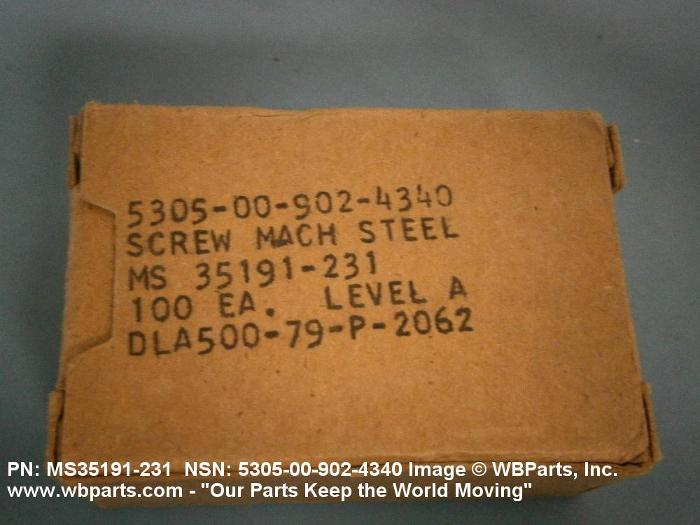 5305-00-902-4340
SCREW MACH STEEL
MS 35191-231
100 EA. LEVEL A
DLA500-79-P-2062
PN: MS35191-231 NSN: 5305-00-902-4340 Image © WBParts, Inc.
www.wbparts.com - "Our Parts Keep the World Moving"